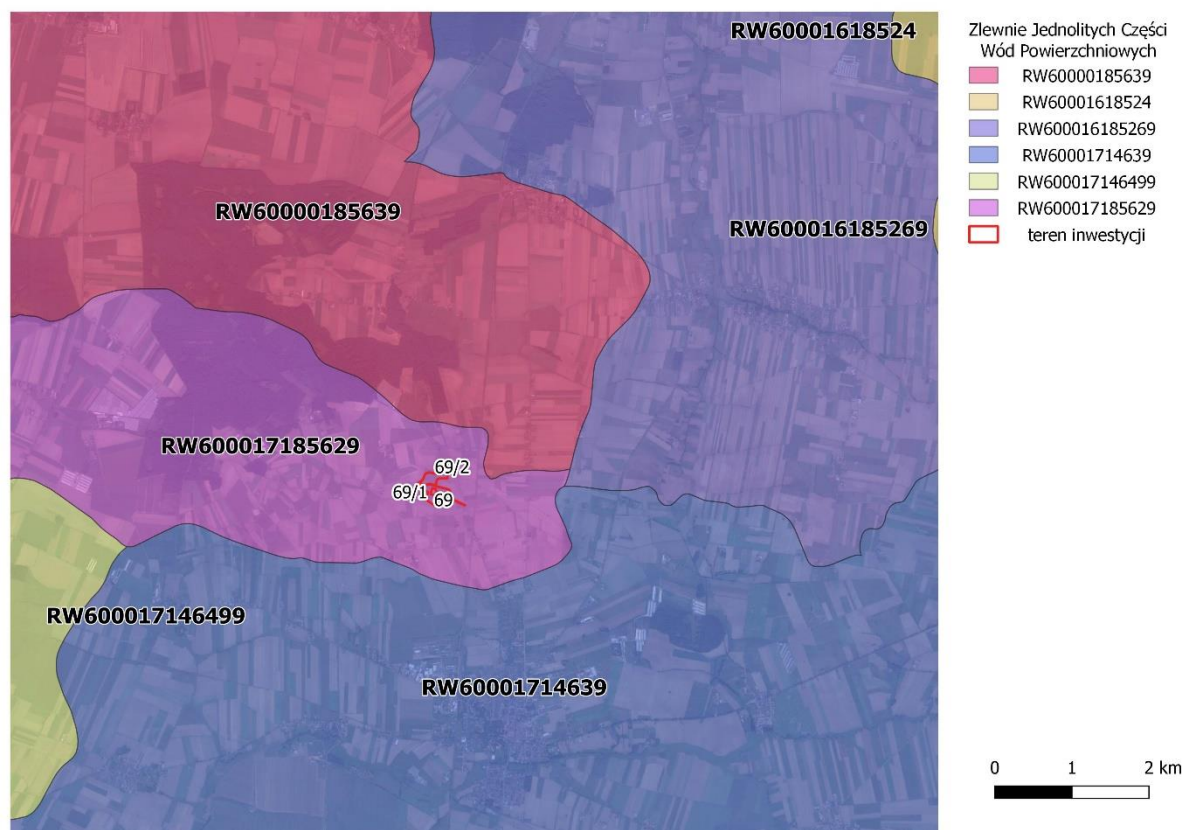 RW60001618524
RW60000185639
RW600016185269
RW600017185629
69/2
69/1
69
RW600017146499
RW60001714639
Zlewnie Jednolitych Części
Wód Powierzchniowych
RW60000185639
RW60001618524
RW600016185269
RW60001714639
RW600017146499
RW600017185629
teren inwestycji
0 1 2 km